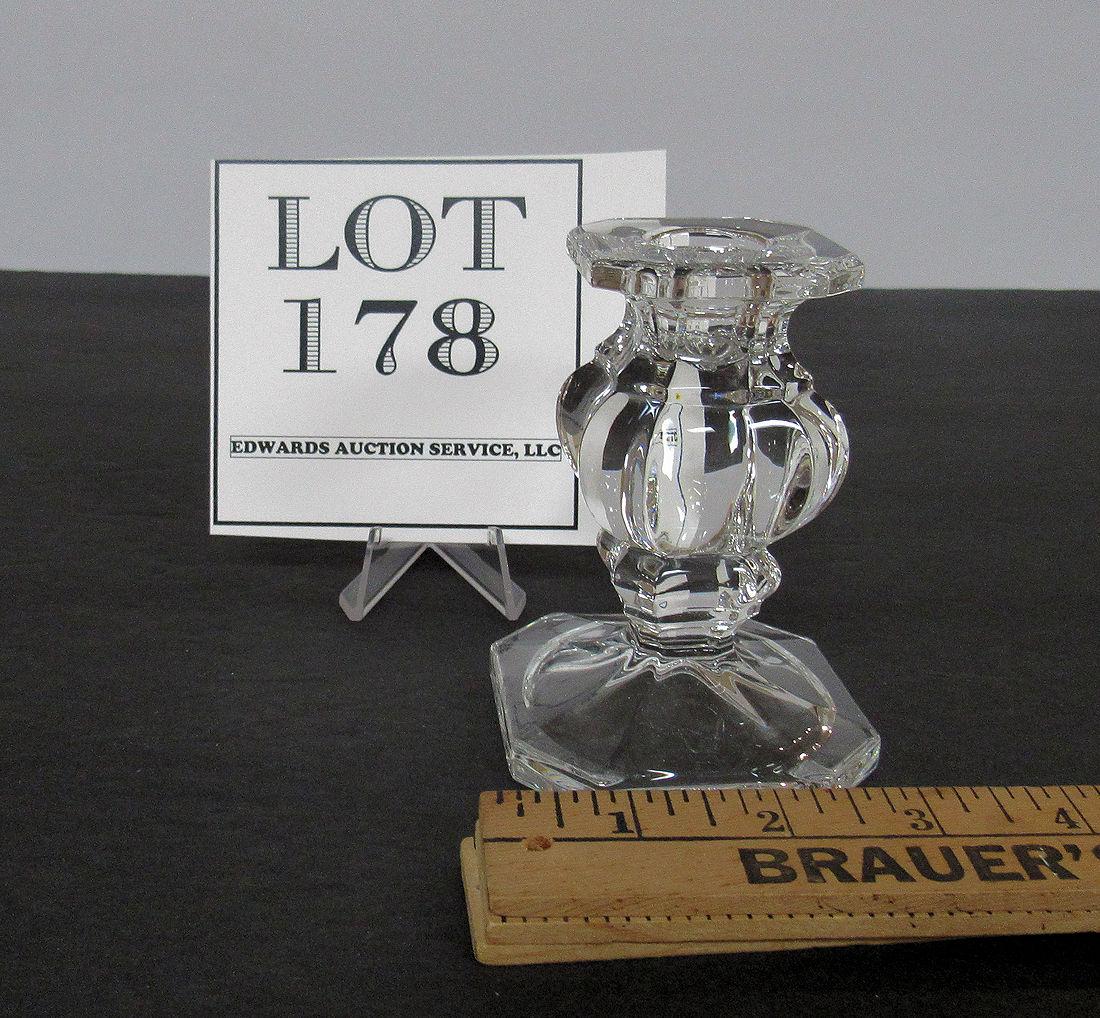 LOT
178
EDWARDS AUCTION SERVICE, LLC
1 2 3 4
BRAUER'S